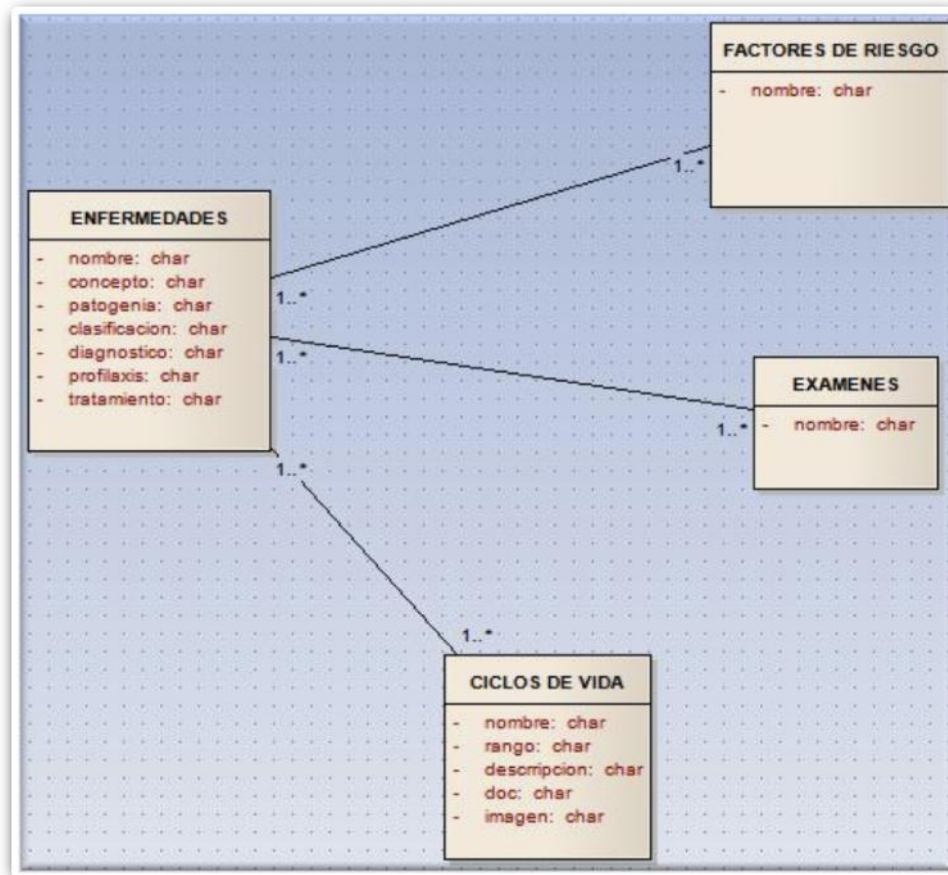 FACTORES DE RIESGO
- nombre: char
1..*
ENFERMEDADES
- nombre: char
- concepto: char
- patogenia: char
- clasificacion: char
- diagnostico: char
- profilaxis: char
- tratamiento: char
1..*
1..*
EXAMENES
- nombre: char
1..*
1..*
1..*
CICLOS DE VIDA
- nombre: char
- rango: char
- descrripcion: char
- doc: char
- imagen: char